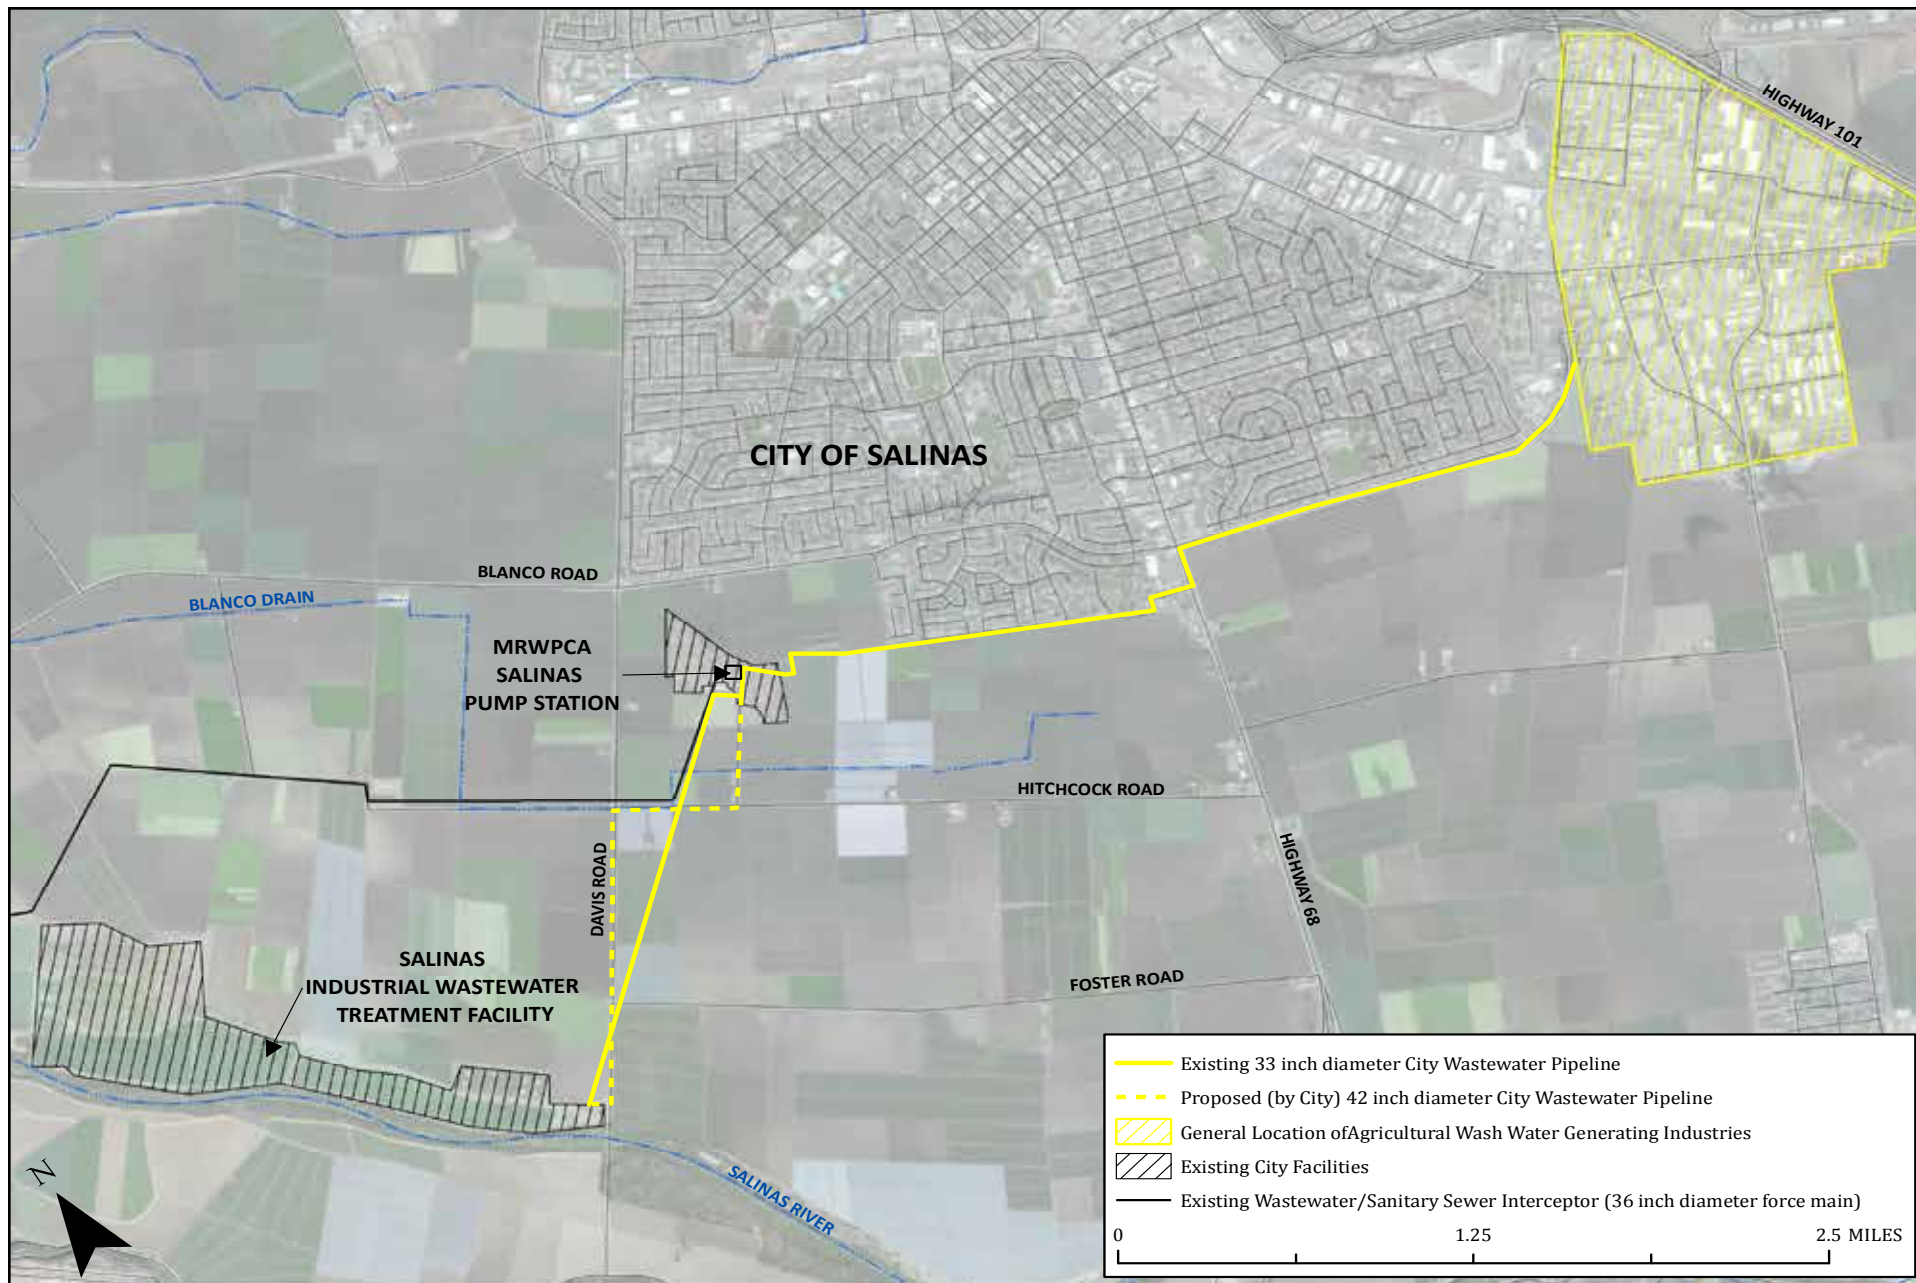 HIGHWAY 101
CITY OF SALINAS
BLANCO ROAD
BLANCO DRAIN
MRWPCA
SALINAS
PUMP STATION
HITCHCOCK ROAD
DAVIS ROAD
HIGHWAY 68
SALINAS
INDUSTRIAL WASTEWATER
TREATMENT FACILITY
FOSTER ROAD
SALINAS RIVER
N
Existing 33 inch diameter City Wastewater Pipeline
Proposed (by City) 42 inch diameter City Wastewater Pipeline
General Location ofAgricultural Wash Water Generating Industries
Existing City Facilities
Existing Wastewater/Sanitary Sewer Interceptor (36 inch diameter force main)
0 1.25 2.5 MILES